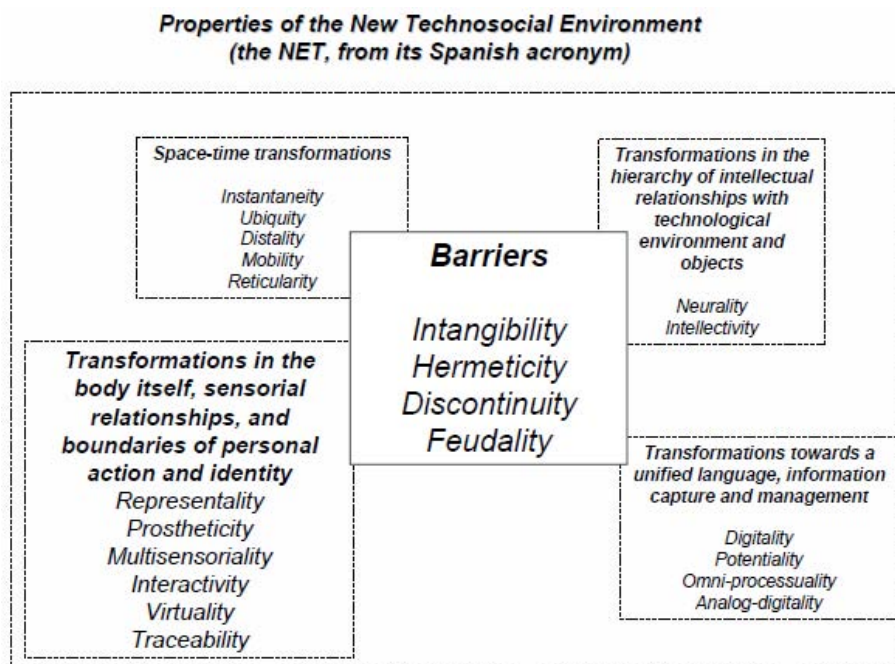 Properties of the New Technosocial Environment
(the NET, from its Spanish acronym)
Space-time transformations
Instantaneity
Ubiquity
Distality
Mobility
Reticularity
Transformations in the
hierarchy of intellectual
relationships with
technological
environment and
objects
Neurality
Intellectivity
Barriers
Intangibility
Hermeticity
Discontinuity
Feudality
Transformations in the
body itself, sensorial
relationships, and
boundaries of personal
action and identity
Representality
Prostheticity
Multisensoriality
Interactivity
Virtuality
Traceability
Transformations towards a
unified language, information
capture and management
Digitality
Potentiality
Omni-processuality
Analog-digitality